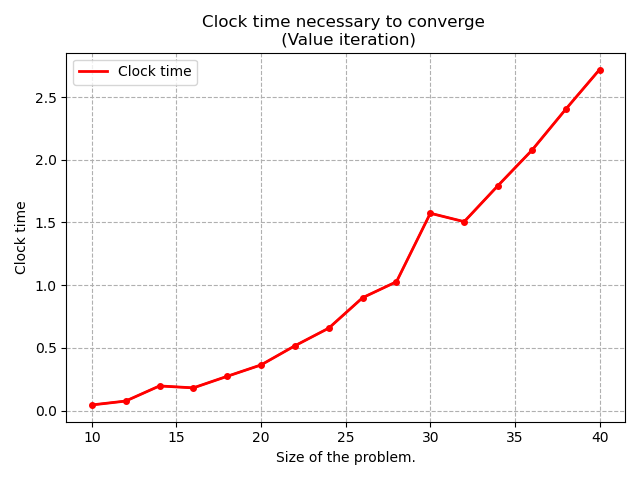 Clock time necessary to converge
(Value iteration)
Clock time
2.5
2.0
1.5
1.0
0.5
0.0
Clock time
10 15 20 25 30 35 40
Size of the problem.